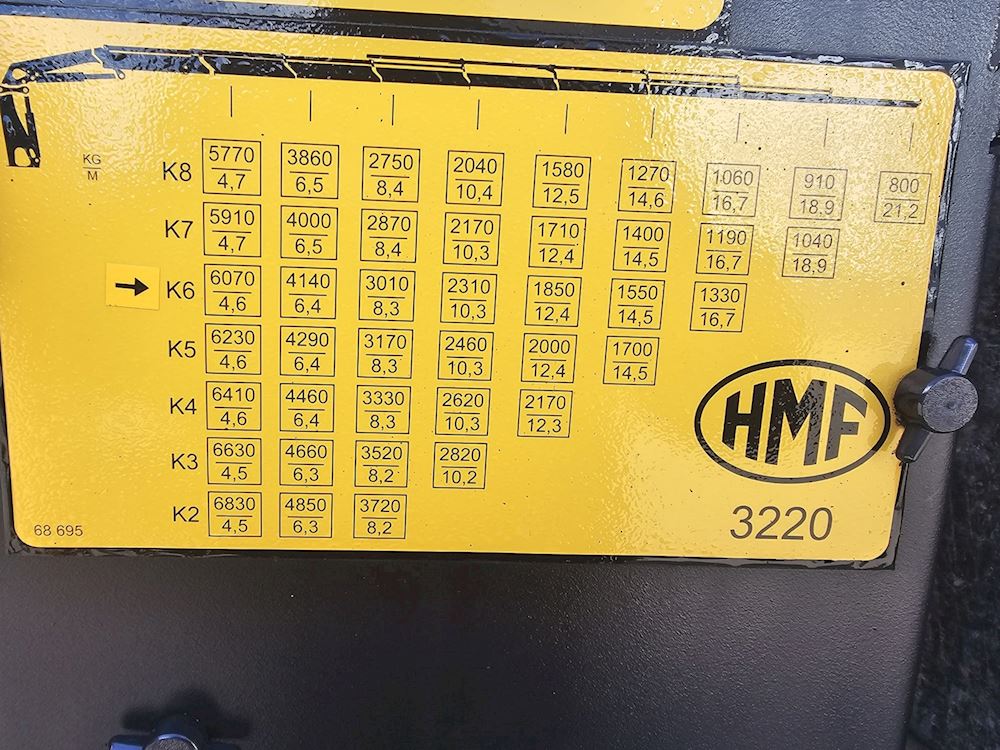 KG
M
K8 5770 3860 2750 2040 1580 1270 1060 910 800
4,7 6,5 8,4 10,4 12,5 14,6 16,7 18,9 21,2
K7 5910 4000 2870 2170 1710 1400 1190 1040
4,7 6,5 8,4 10,3 12,4 14,5 16,7 18,9
K6 6070 4140 3010 2310 1850 1550 1330
4,6 6,4 8,3 10,3 12,4 14,5 16,7
K5 6230 4290 3170 2460 2000 1700
4,6 6,4 8,3 10,3 12,4 14,5
K4 6410 4460 3330 2620 2170
4,6 6,4 8,3 10,3 12,3
K3 6630 4660 3520 2820
4,5 6,3 8,2 10,2
K2 6830 4850 3720
4,5 6,3 8,2
HMF
3220
68 695